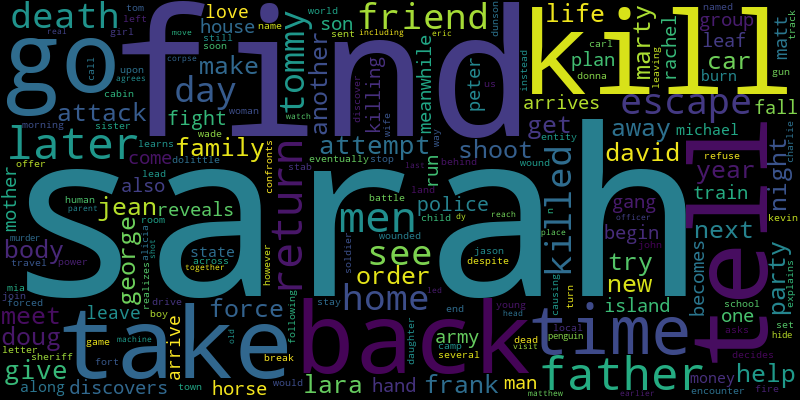 death
go
find
kill
tom
left
world
love
son
friend
life
house
still
real
girl
soon
name
sent
including
eric
dunson
carl
named
move
track
marty
group
matt
call
upon
agrees
make
tommy
another
meanwhile
killing
peter
instead
plan
rachel
leaf
car
donna
leaving
burn
gun
corpse
day
cabin
woman
watch
discover
us
wife
escape
fall
attack
fight
later
morning
sister
wade
attempt
run
way
shoot
arrives
get
entity
away
michael
charlie
offer
learns
dolittle
family
eventually
stop
behind
wound
david
refuse
come
confronts
stab
last
land
sarah
tell
year
night
mother
human
parent
also
lead
jean
reveals
return
men
battle
police
child
dy
reach
n
killed
gang
train
kevin
murder
room
alicia
shot
george
state
across
wounded
soldier
see
jason
despite
place
officer
begin
john
next
party
body
travel
power
realizes
together
however
order
causing
try
new
becomes
explains
mia
join
forced
drive
force
home
led
young
head
turn
island
school
one
asks
set
hide
meet
doug
leave
boy
take
old
following
stay
end
back
time
local
penguin
decides
letter
sheriff
game
machine
arrive
break
daughter
army
camp
several
dead
visit
father
money
help
give
fort
along
discovers
town
horse
would
lara
hand
frank
man
matthew
earlier
encounter
fire